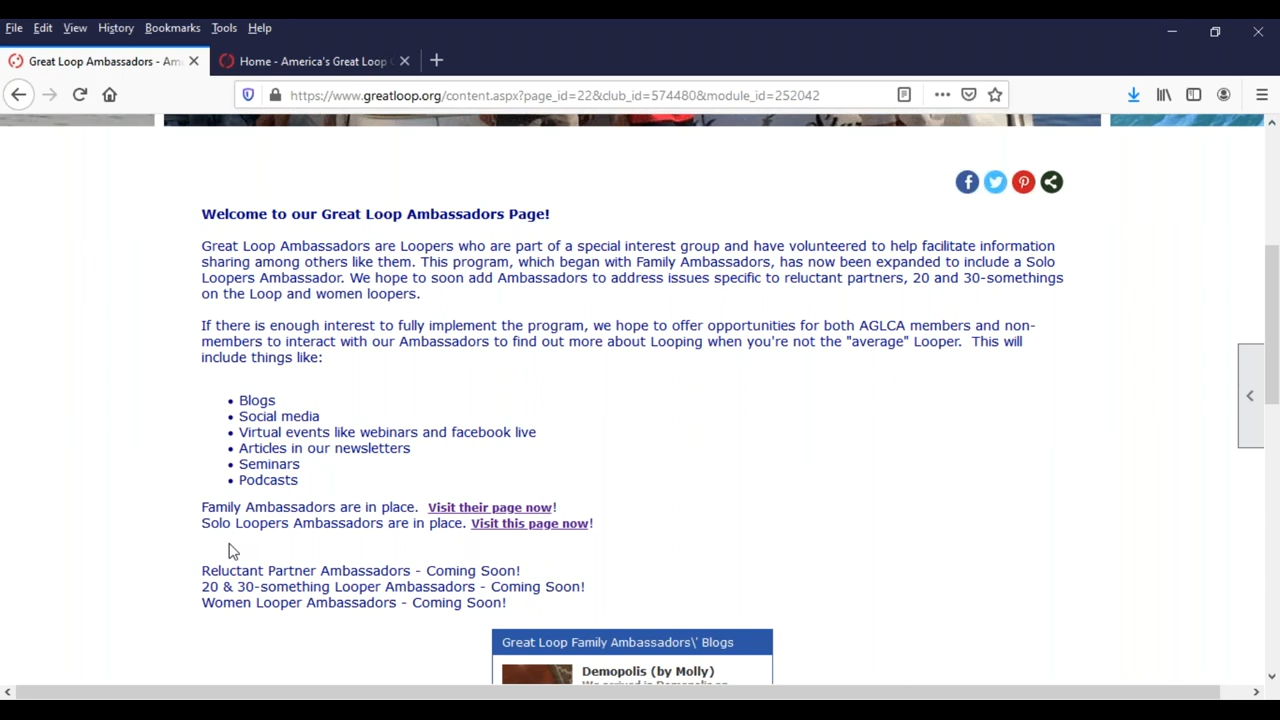 File Edit View History Bookmarks Tools Help
Great Loop Ambassadors - Am
Home - America's Great Loop
https://www.greatloop.org/content.aspx?page_id=22&club_id=574480&module_id=252042
Welcome to our Great Loop Ambassadors Page!
Great Loop Ambassadors are Loopers who are part of a special interest group and have volunteered to help facilitate information
sharing among others like them. This program, which began with Family Ambassadors, has now been expanded to include a Solo
Loopers Ambassador. We hope to soon add Ambassadors to address issues specific to reluctant partners, 20 and 30-somethings
on the Loop and women loopers.
If there is enough interest to fully implement the program, we hope to offer opportunities for both AGLCA members and non-
members to interact with our Ambassadors to find out more about Looping when you're not the "average" Looper. This will
include things like:
• Blogs
• Social media
• Virtual events like webinars and facebook live
• Articles in our newsletters
• Seminars
• Podcasts
Family Ambassadors are in place. Visit their page now!
Solo Loopers Ambassadors are in place. Visit this page now!
Reluctant Partner Ambassadors - Coming Soon!
20 & 30-something Looper Ambassadors - Coming Soon!
Women Looper Ambassadors - Coming Soon!
Great Loop Family Ambassadors\' Blogs
Demopolis (by Molly)